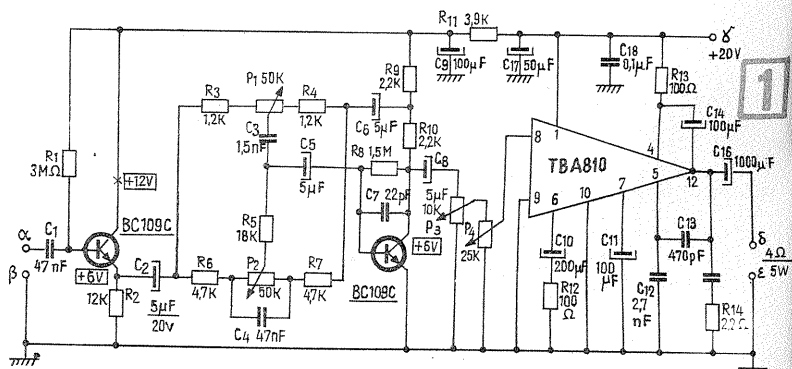 R11 3,9K
γ
+20V
C9 100μF
C17 50μF
C18
0,1μF
R13
100Ω
1
R9
2,2K
P1 50K
R3
1,2K
R4
1,2K
C6 5μF
R10
2,2K
C14
100μF
C3
1,5nF
C5
5μF
R8 1,5M
C8
5μF
R1
3MΩ
+12V
8
1
TBA810
4
C16
1000μF
12
5
9
6
10
7
C7 22pF
10K
P3
P4
25K
α
C1
47nF
BC109C
R5
18K
+6V
BC109C
+6V
C10
200μF
C11
100
μF
C13
470pF
δ
ε
4Ω
5W
β
R2
12K
C2
5μF
20V
R6
4,7K
P2
50K
R7
4,7K
C4 47nF
R12
100
Ω
C12
2,7
nF
R14
2,2Ω